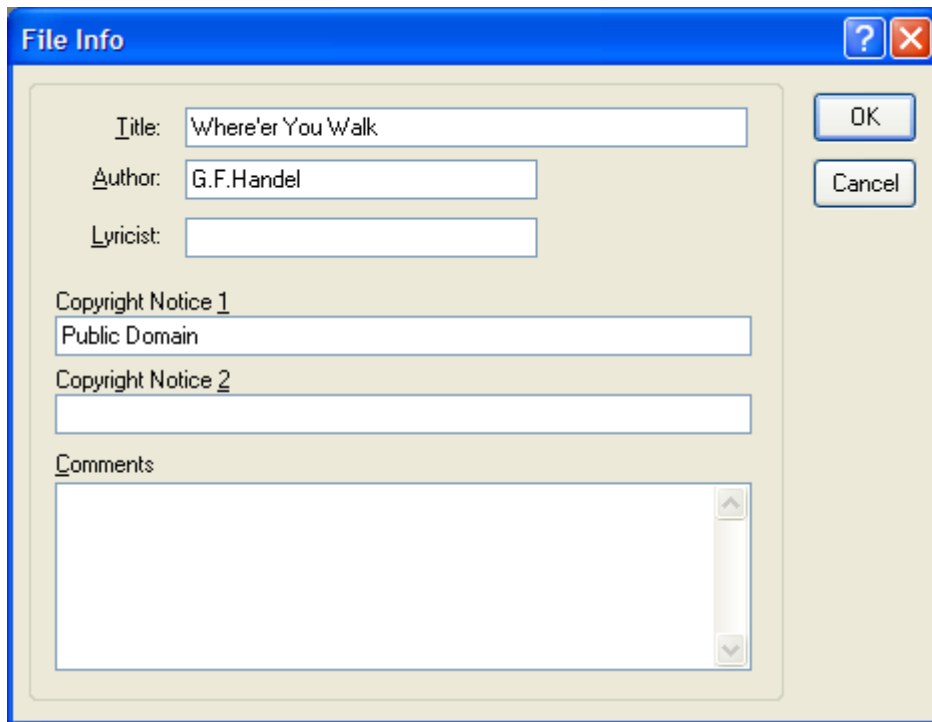 File Info
Title: Where'er You Walk
OK
Author: G.F.Handel
Cancel
Lyricist:
Copyright Notice 1
Public Domain
Copyright Notice 2
Comments